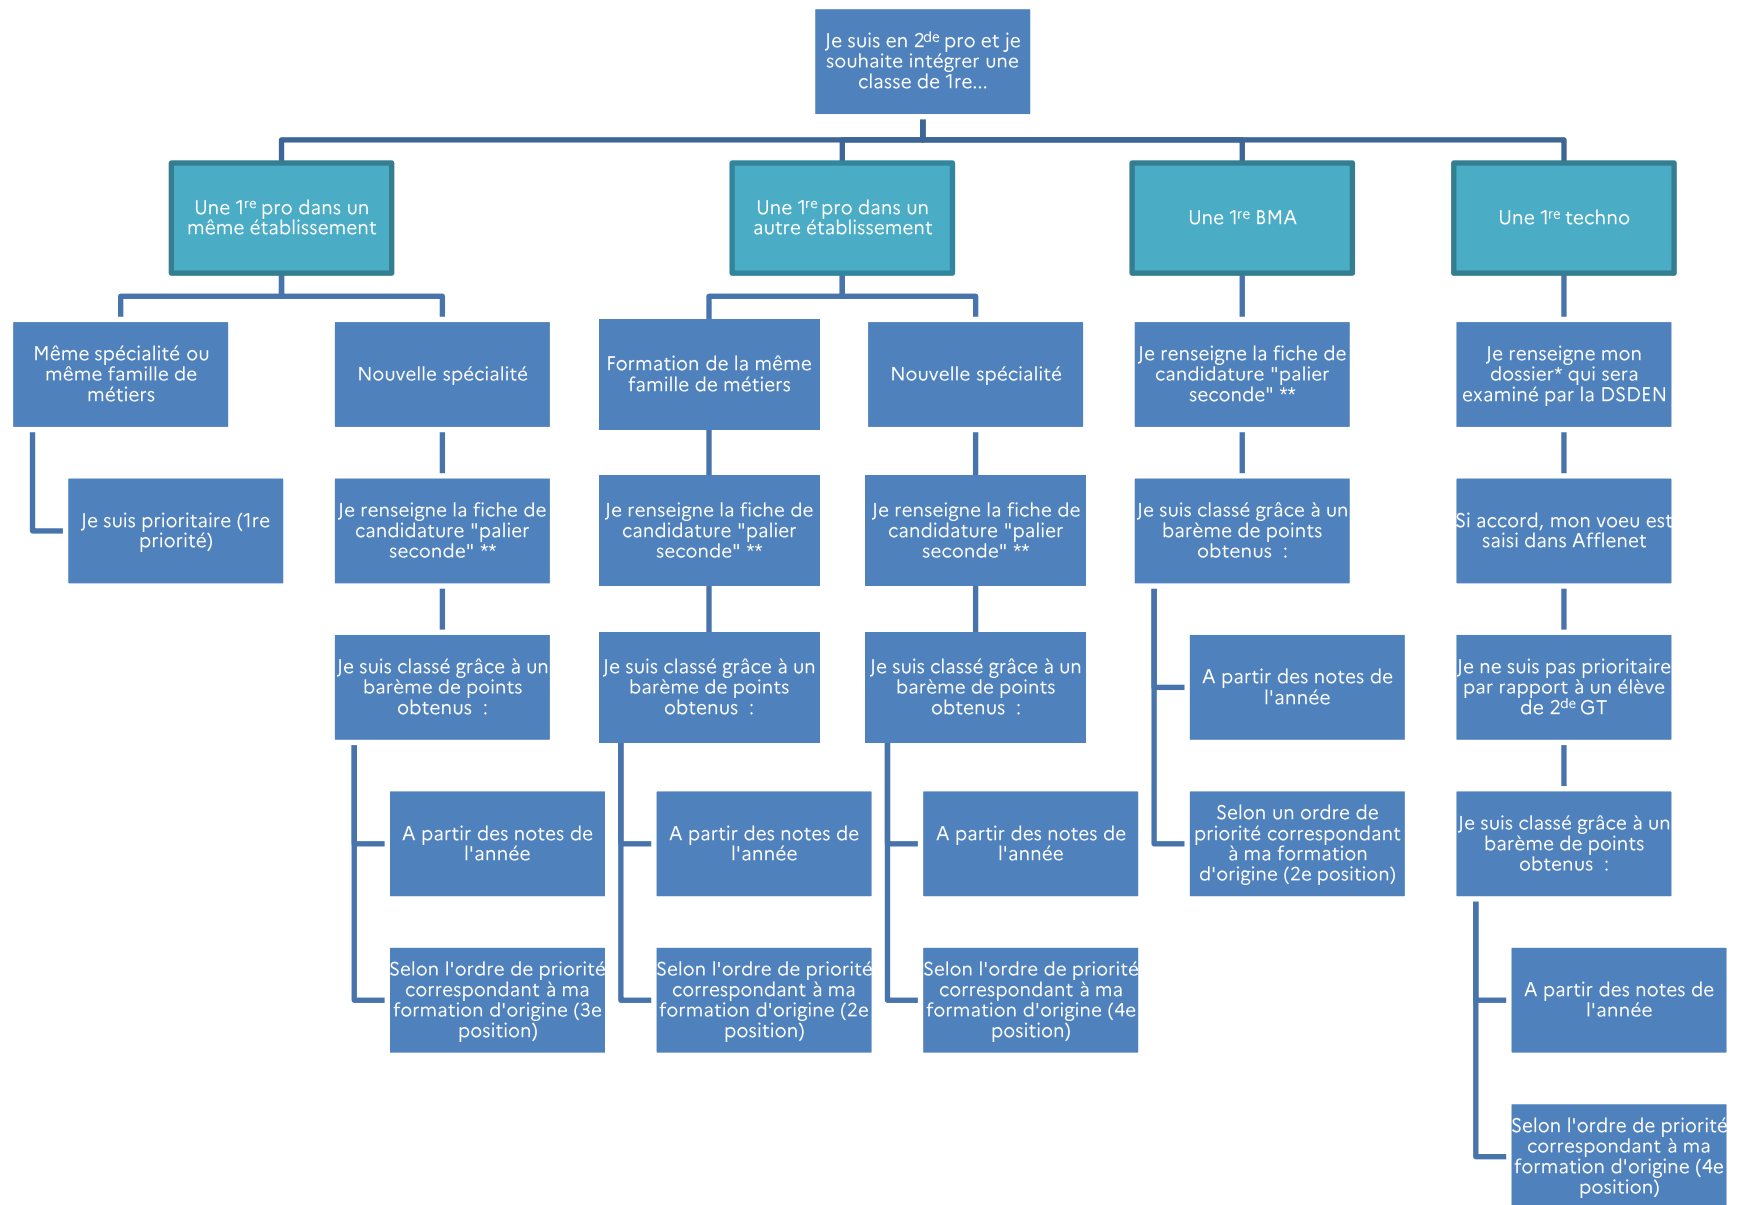 Je suis en 2de pro et je
souhaite intégrer une
classe de 1re...
Une 1re pro dans un
même établissement
Une 1re pro dans un
autre établissement
Une 1re BMA
Une 1re techno
Même spécialité ou
même famille de
métiers
Nouvelle spécialité
Formation de la même
famille de métiers
Nouvelle spécialité
Je renseigne la fiche de
candidature "palier
seconde" **
Je renseigne mon
dossier* qui sera
examiné par la DSDEN
Je suis prioritaire (1re
priorité)
Je renseigne la fiche de
candidature "palier
seconde" **
Je renseigne la fiche de
candidature "palier
seconde" **
Je renseigne la fiche de
candidature "palier
seconde" **
Je suis classé grâce à un
barème de points
obtenus :
Si accord, mon voeu est
saisi dans Afflenet
Je suis classé grâce à un
barème de points
obtenus :
Je suis classé grâce à un
barème de points
obtenus :
Je suis classé grâce à un
barème de points
obtenus :
A partir des notes de
l'année
Je ne suis pas prioritaire
par rapport à un élève
de 2de GT
A partir des notes de
l'année
A partir des notes de
l'année
A partir des notes de
l'année
Selon un ordre de
priorité correspondant
à ma formation
d'origine (2e position)
Je suis classé grâce à un
barème de points
obtenus :
Selon l'ordre de priorité
correspondant à ma
formation d'origine (3e
position)
Selon l'ordre de priorité
correspondant à ma
formation d'origine (2e
position)
Selon l'ordre de priorité
correspondant à ma
formation d'origine (4e
position)
A partir des notes de
l'année
Selon l'ordre de priorité
correspondant à ma
formation d'origine (4e
position)